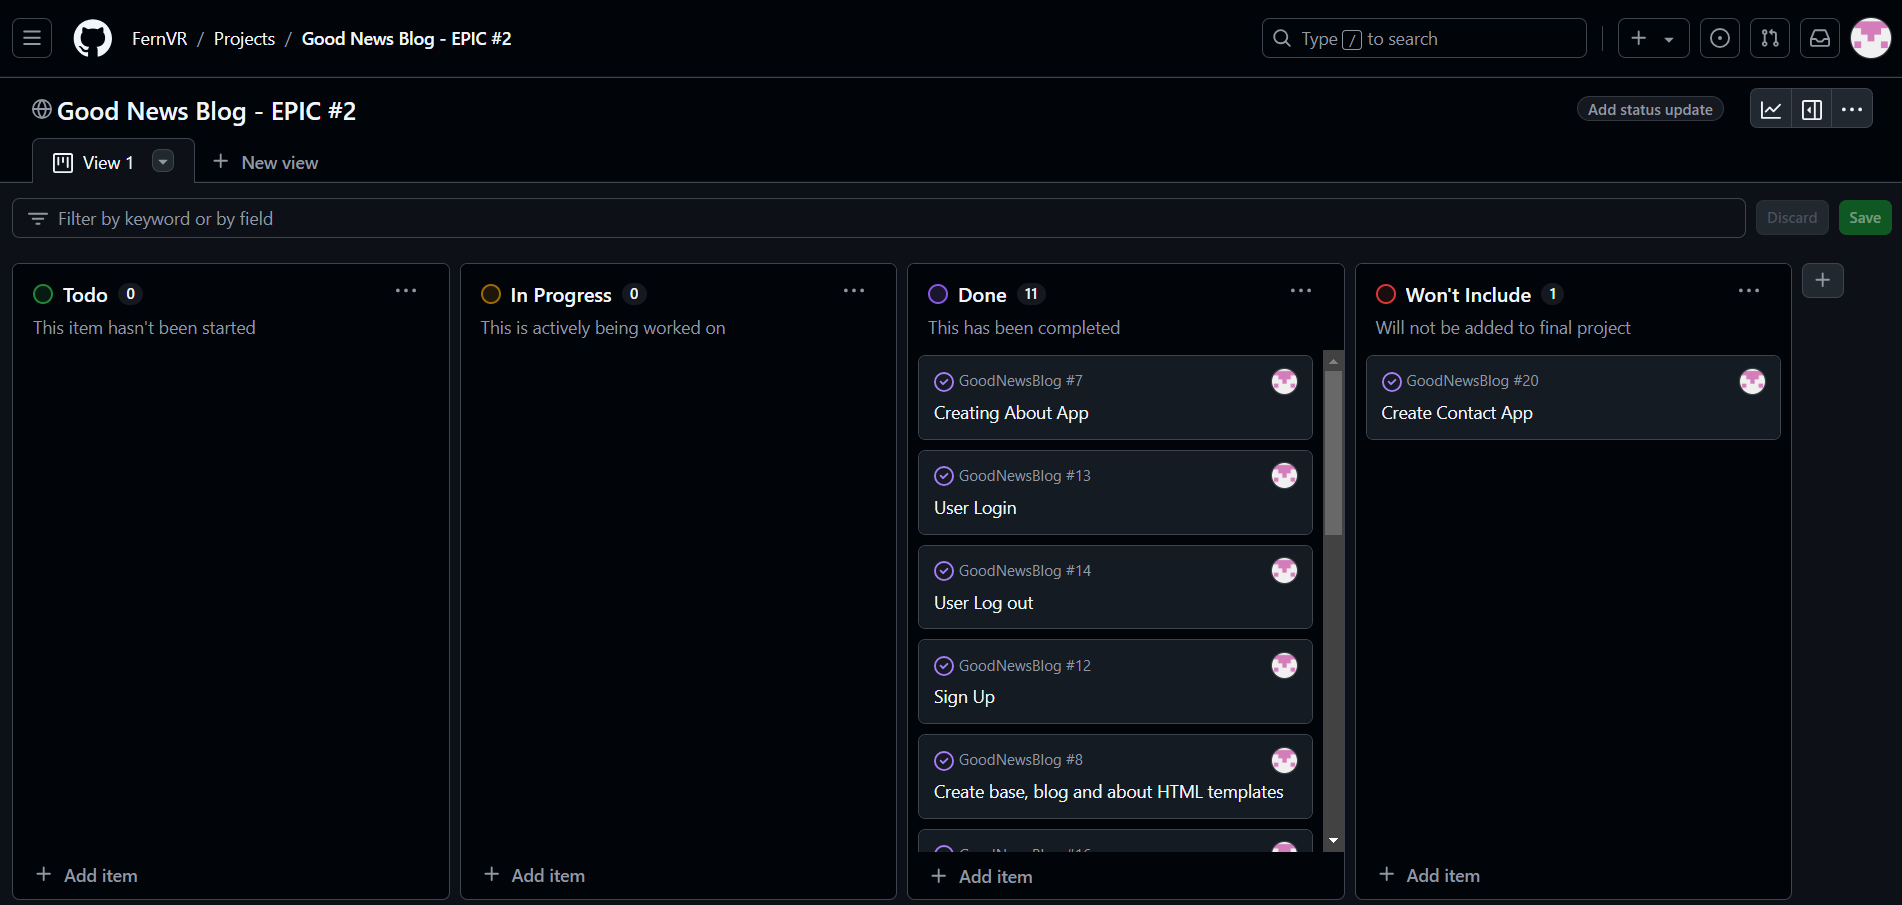 FernVR / Projects / Good News Blog - EPIC #2
Type / to search
Good News Blog - EPIC #2
Add status update
View 1
New view
Filter by keyword or by field
Discard
Save
Todo 0
This item hasn't been started
Add item
In Progress 0
This is actively being worked on
Add item
Done 11
This has been completed
GoodNewsBlog #7
Creating About App
GoodNewsBlog #13
User Login
GoodNewsBlog #14
User Log out
GoodNewsBlog #12
Sign Up
GoodNewsBlog #8
Create base, blog and about HTML templates
Add item
Won't Include 1
Will not be added to final project
GoodNewsBlog #20
Create Contact App
Add item